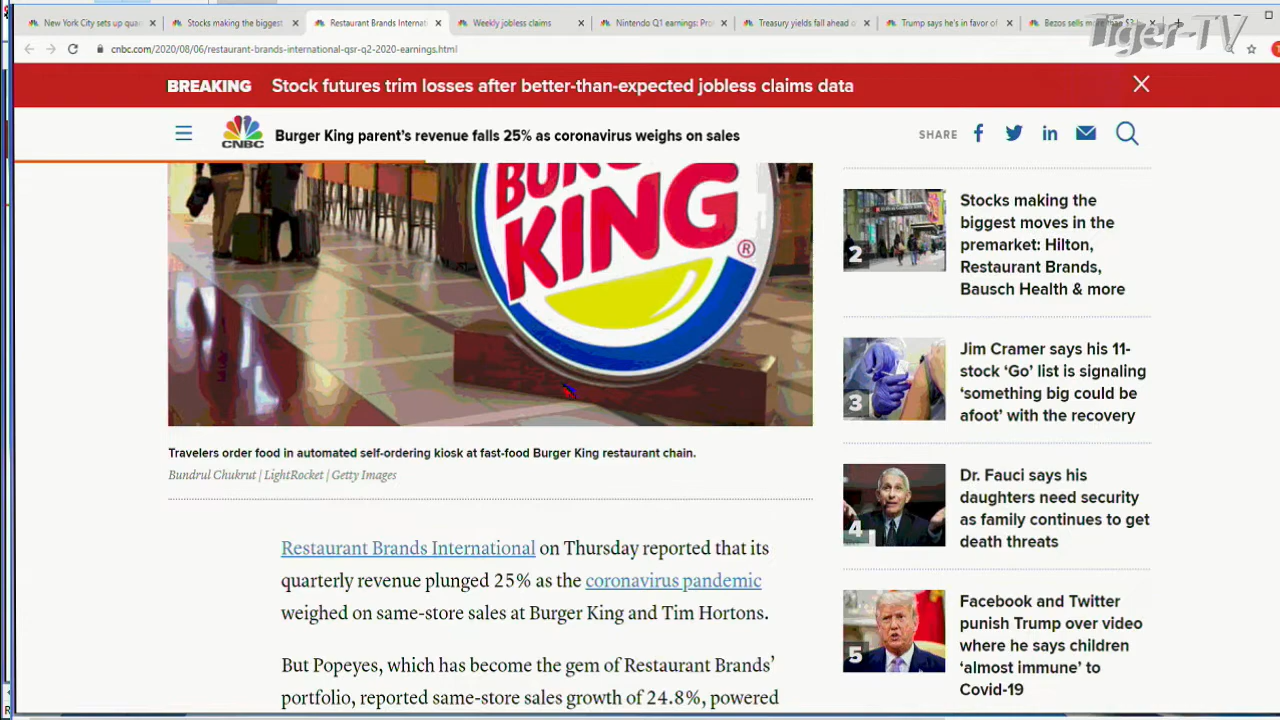 New York City sets up quar
Stocks making the biggest
Restaurant Brands Internat
Weekly jobless claims
Nintendo Q1 earnings: Pro
Treasury yields fall ahead o
Trump says he's in favor of
Bezos sells more than $3
Tiger-TV
cnbc.com/2020/08/06/restaurant-brands-international-qsr-q2-2020-earnings.html
BREAKING Stock futures trim losses after better-than-expected jobless claims data
CNBC
Burger King parent's revenue falls 25% as coronavirus weighs on sales
SHARE
BURG
KING
®
Travelers order food in automated self-ordering kiosk at fast-food Burger King restaurant chain.
Bundrul Chukrut | LightRocket | Getty Images
Restaurant Brands International on Thursday reported that its
quarterly revenue plunged 25% as the coronavirus pandemic
weighed on same-store sales at Burger King and Tim Hortons.
But Popeyes, which has become the gem of Restaurant Brands’
portfolio, reported same-store sales growth of 24.8%, powered
2
Stocks making the
biggest moves in the
premarket: Hilton,
Restaurant Brands,
Bausch Health & more
3
Jim Cramer says his 11-
stock ‘Go’ list is signaling
‘something big could be
afoot’ with the recovery
4
Dr. Fauci says his
daughters need security
as family continues to get
death threats
5
Facebook and Twitter
punish Trump over video
where he says children
‘almost immune’ to
Covid-19